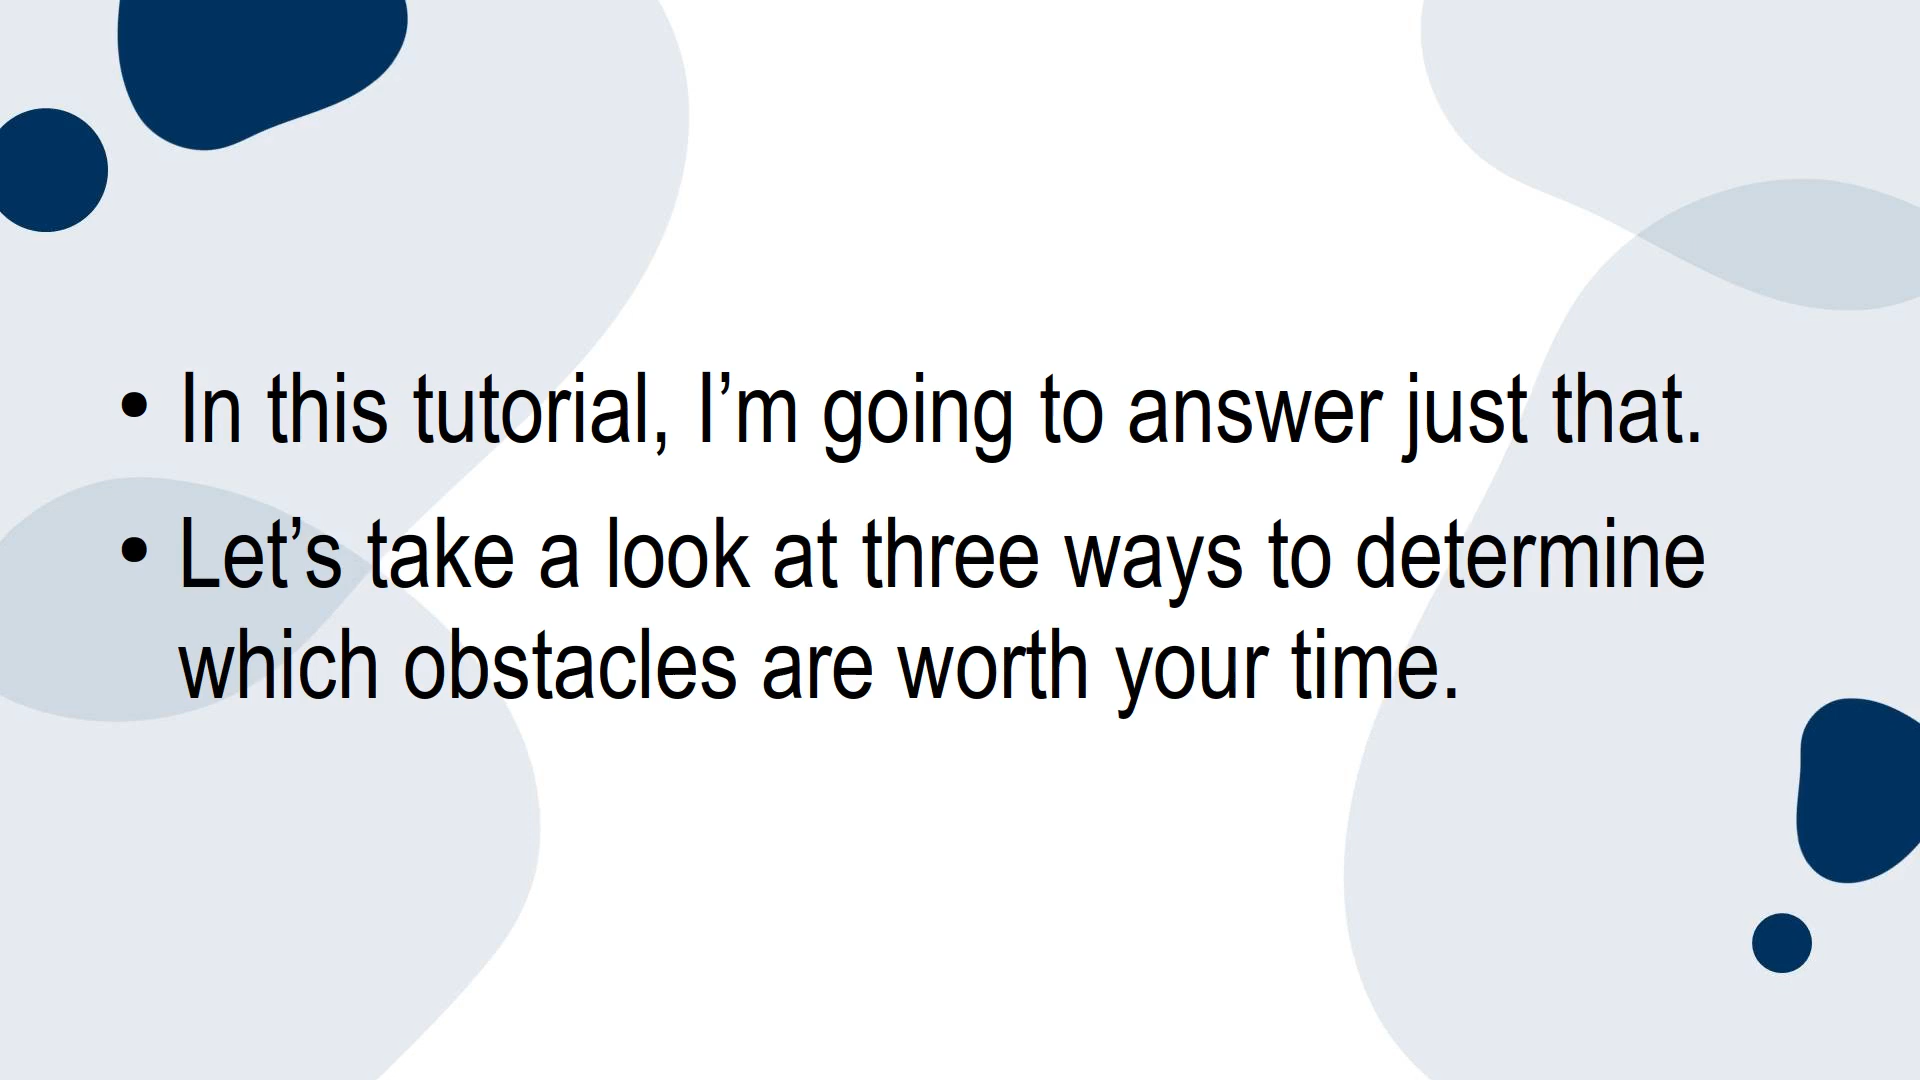 • In this tutorial, I’m going to answer just that.
• Let’s take a look at three ways to determine
which obstacles are worth your time.